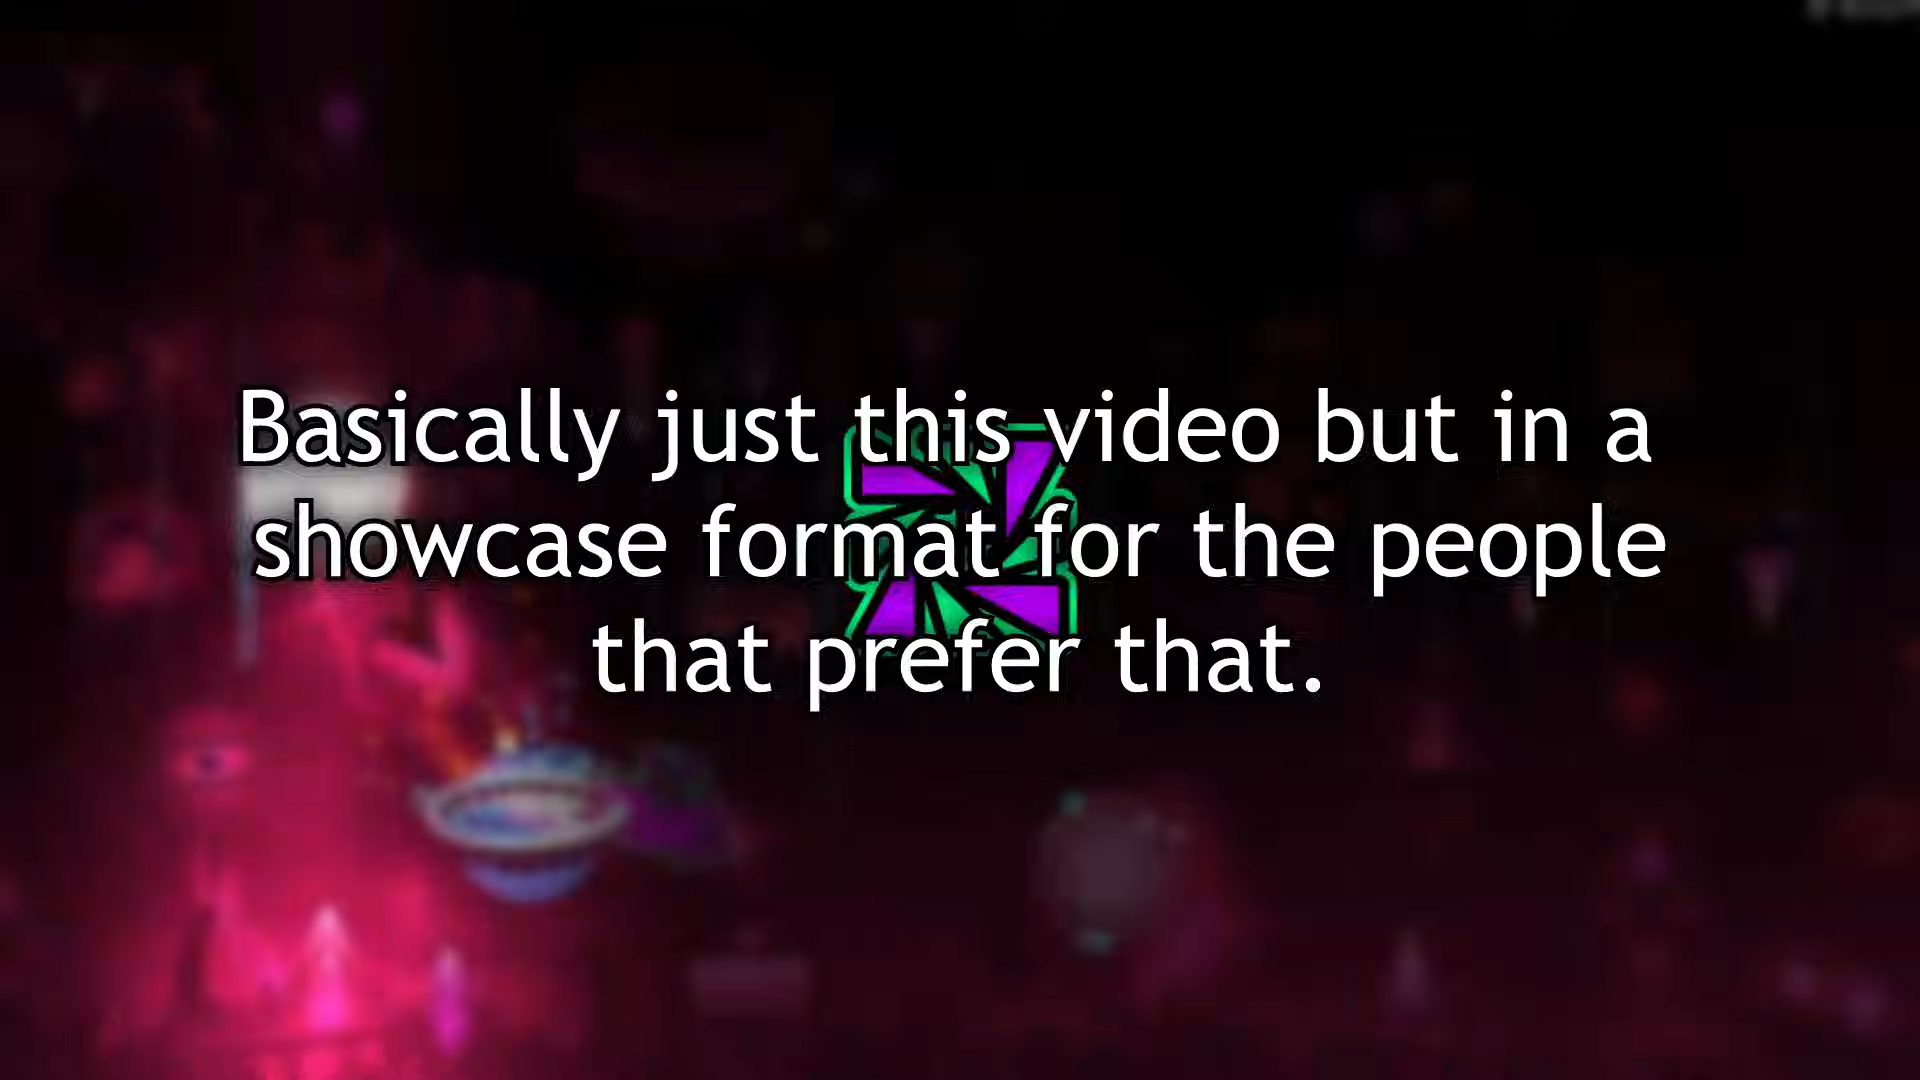 Basically just this video but in a
showcase format for the people
that prefer that.